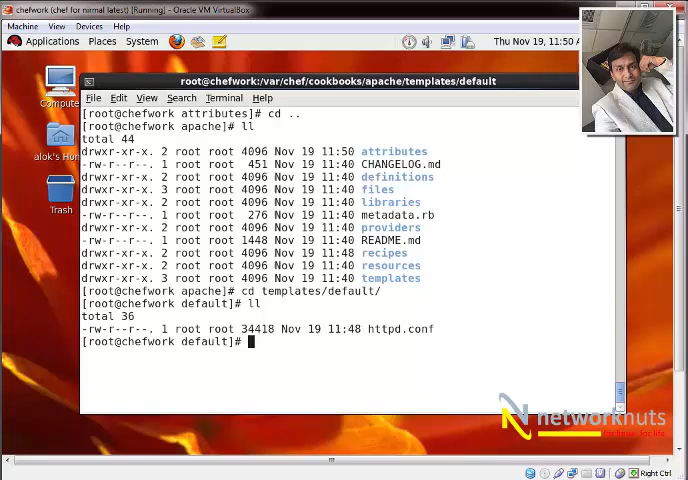 chefwork (chef for nirmal latest) [Running] - Oracle VM VirtualBox
Machine View Devices Help
Applications Places System
Thu Nov 19, 11:50 A
root@chefwork:/var/chef/cookbooks/apache/templates/default
File Edit View Search Terminal Help
Compute
alok's Hom
Trash
[root@chefwork attributes]# cd ..
[root@chefwork apache]# ll
total 44
drwxr-xr-x. 2 root root 4096 Nov 19 11:50 attributes
-rw-r--r--. 1 root root 451 Nov 19 11:40 CHANGELOG.md
drwxr-xr-x. 2 root root 4096 Nov 19 11:40 definitions
drwxr-xr-x. 3 root root 4096 Nov 19 11:40 files
drwxr-xr-x. 2 root root 4096 Nov 19 11:40 libraries
-rw-r--r--. 1 root root 276 Nov 19 11:40 metadata.rb
drwxr-xr-x. 2 root root 4096 Nov 19 11:40 providers
-rw-r--r--. 1 root root 1448 Nov 19 11:40 README.md
drwxr-xr-x. 2 root root 4096 Nov 19 11:48 recipes
drwxr-xr-x. 2 root root 4096 Nov 19 11:40 resources
drwxr-xr-x. 3 root root 4096 Nov 19 11:40 templates
[root@chefwork apache]# cd templates/default/
[root@chefwork default]# ll
total 36
-rw-r--r--. 1 root root 34418 Nov 19 11:48 httpd.conf
[root@chefwork default]#
networknuts
for life
Right Ctrl